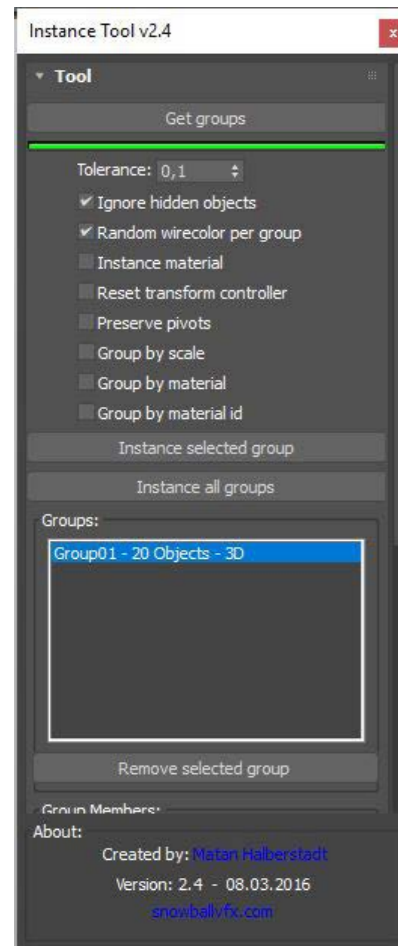 Instance Tool v2.4
x
Tool
Get groups
Tolerance: 0,1
Ignore hidden objects
Random wirecolor per group
Instance material
Reset transform controller
Preserve pivots
Group by scale
Group by material
Group by material id
Instance selected group
Instance all groups
Groups:
Group01 - 20 Objects - 3D
Remove selected group
Group Members:
About:
Created by: Matan Halberstadt
Version: 2.4 - 08.03.2016
snowballvfx.com